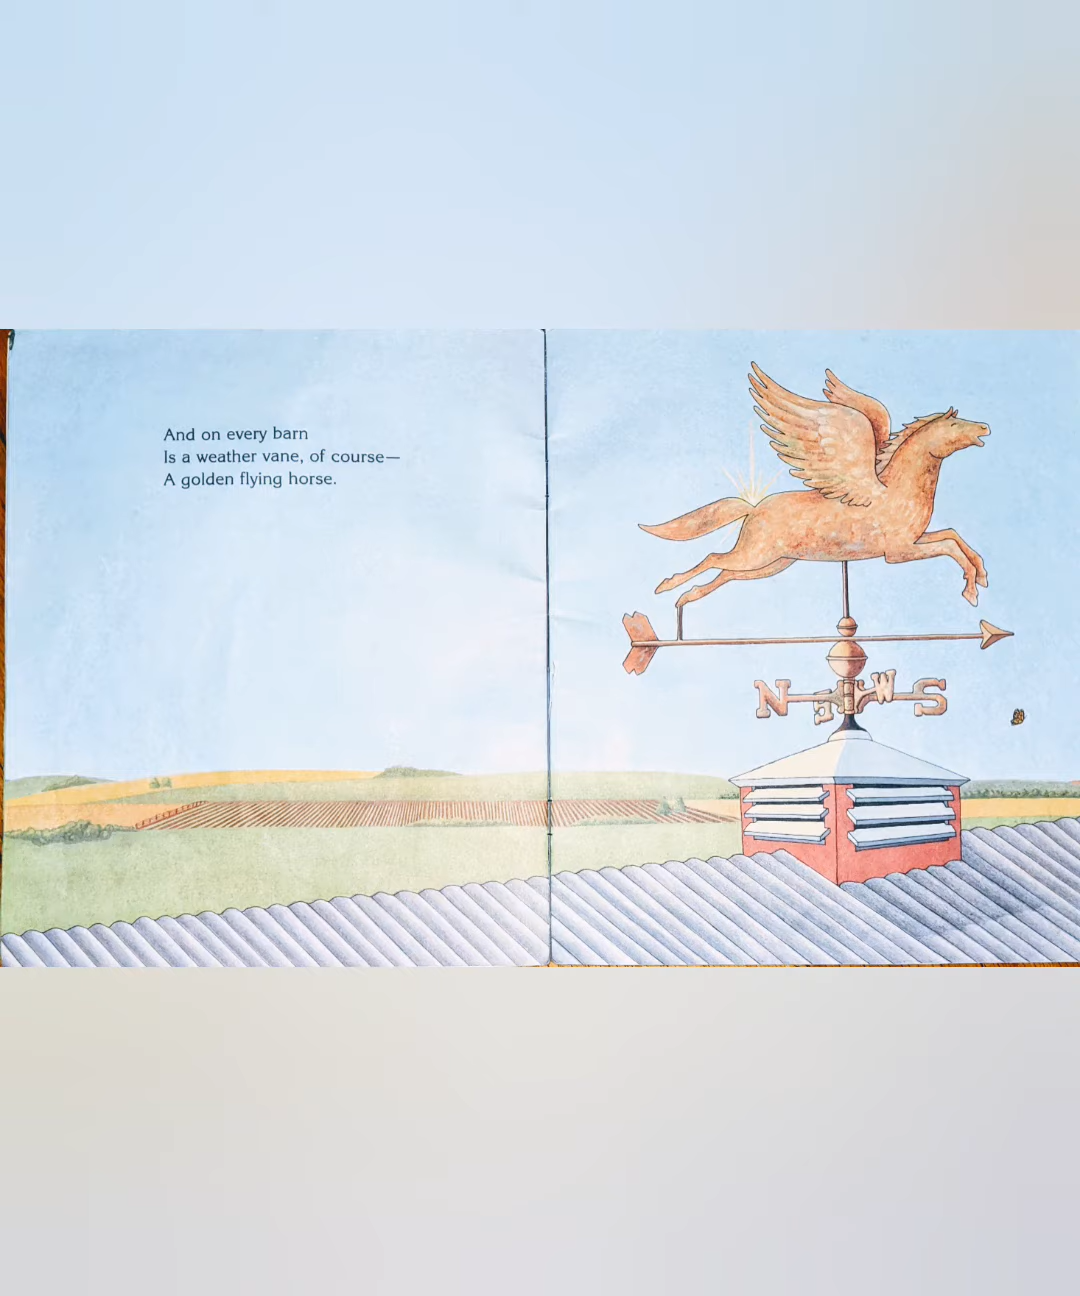 And on every barn
Is a weather vane, of course—
A golden flying horse.
N E W S